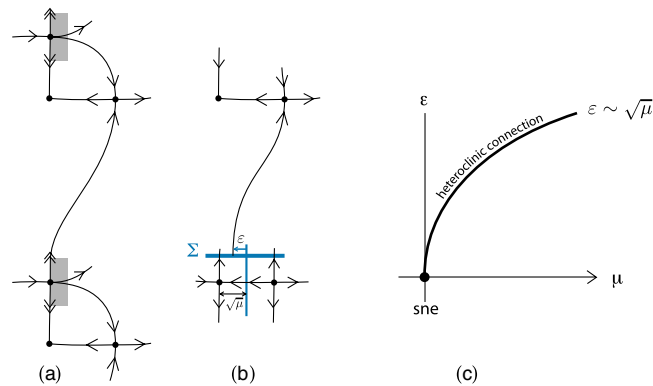 ε
ε ∼ √μ
heteroclinic connection
Σ
ε
√μ
μ
sne
(a)
(b)
(c)